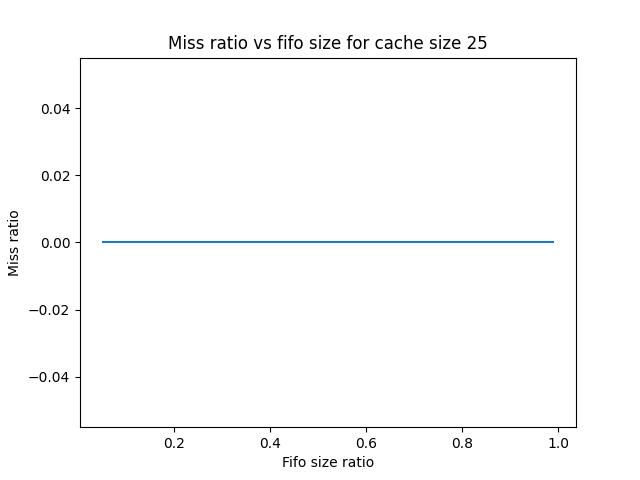 Miss ratio vs fifo size for cache size 25
0.04
0.02
0.00
−0.02
−0.04
Miss ratio
0.2 0.4 0.6 0.8 1.0
Fifo size ratio